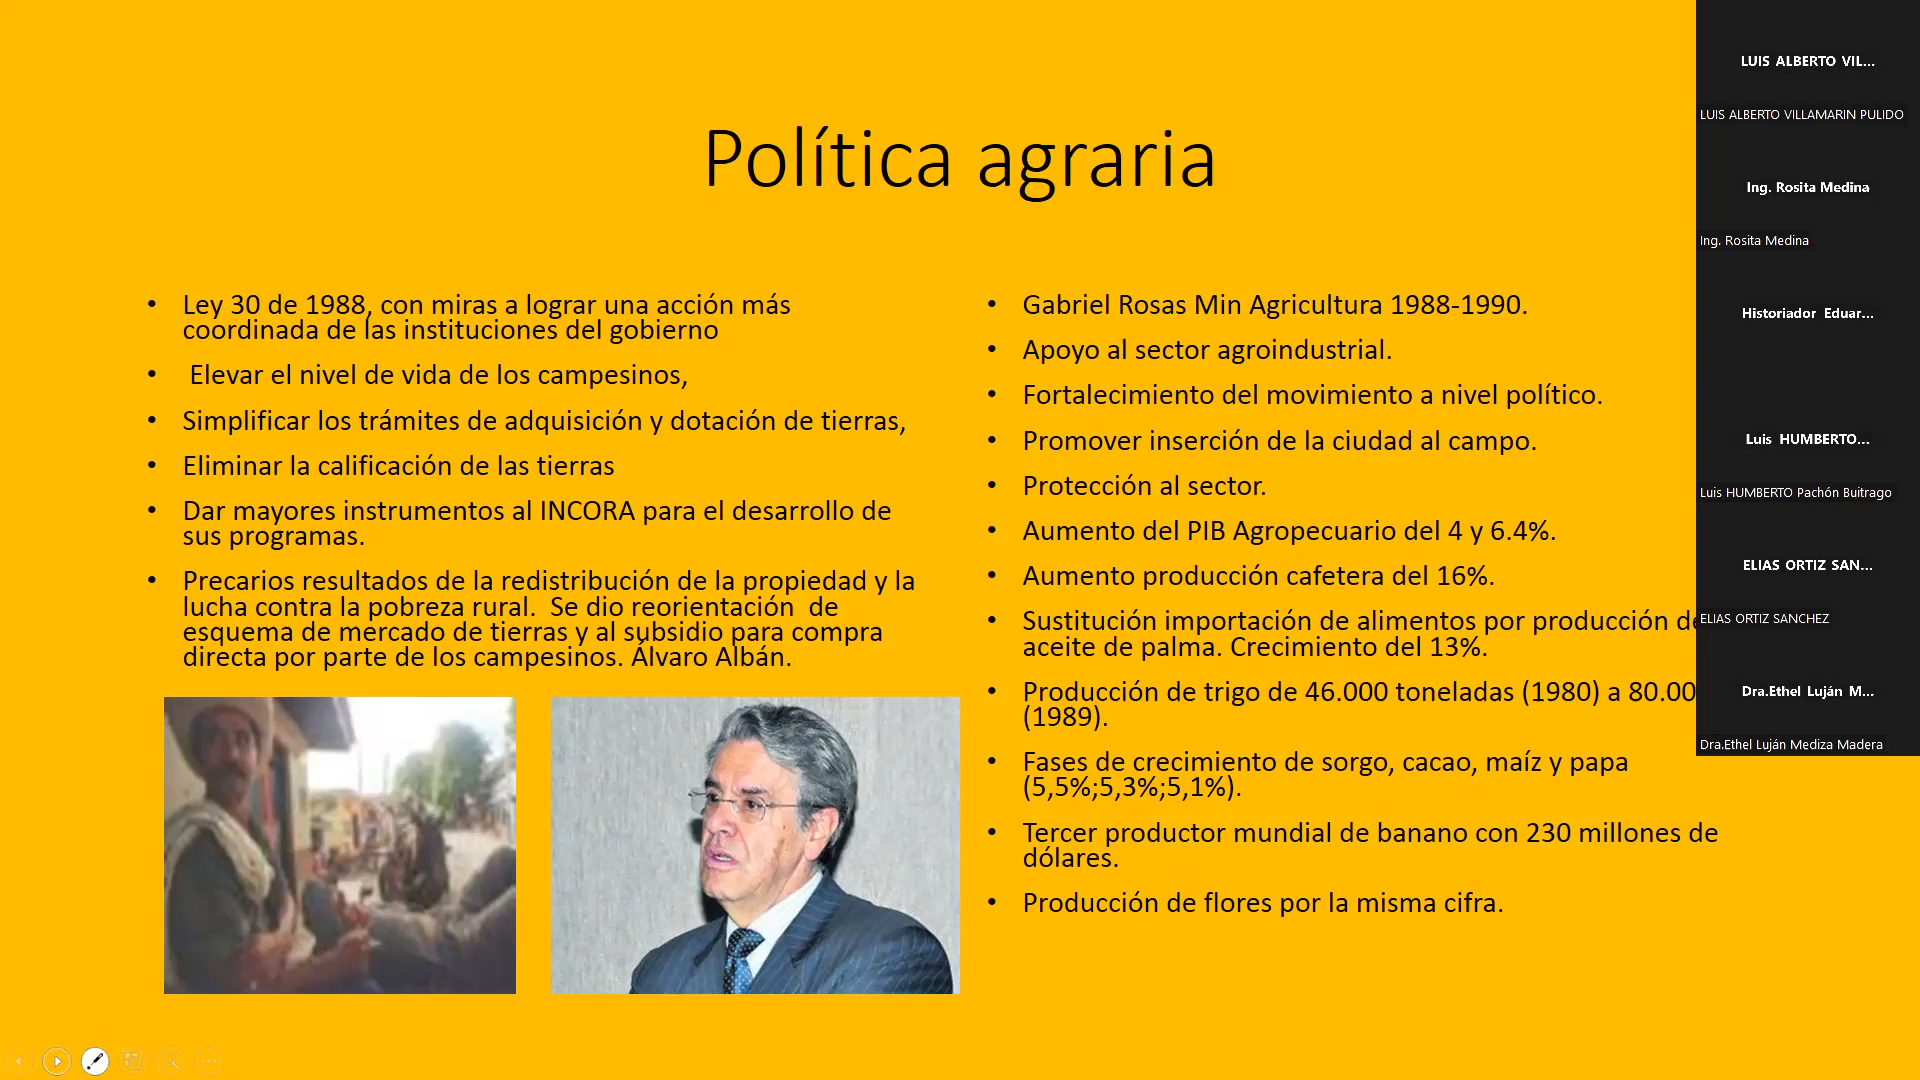 Política agraria
• Ley 30 de 1988, con miras a lograr una acción más
coordinada de las instituciones del gobierno
• Elevar el nivel de vida de los campesinos,
• Simplificar los trámites de adquisición y dotación de tierras,
• Eliminar la calificación de las tierras
• Dar mayores instrumentos al INCORA para el desarrollo de
sus programas.
• Precarios resultados de la redistribución de la propiedad y la
lucha contra la pobreza rural. Se dio reorientación de
esquema de mercado de tierras y al subsidio para compra
directa por parte de los campesinos. Álvaro Albán.
• Gabriel Rosas Min Agricultura 1988-1990.
• Apoyo al sector agroindustrial.
• Fortalecimiento del movimiento a nivel político.
• Promover inserción de la ciudad al campo.
• Protección al sector.
• Aumento del PIB Agropecuario del 4 y 6.4%.
• Aumento producción cafetera del 16%.
• Sustitución importación de alimentos por producción de
aceite de palma. Crecimiento del 13%.
• Producción de trigo de 46.000 toneladas (1980) a 80.00
(1989).
• Fases de crecimiento de sorgo, cacao, maíz y papa
(5,5%;5,3%;5,1%).
• Tercer productor mundial de banano con 230 millones de
dólares.
• Producción de flores por la misma cifra.
LUIS ALBERTO VIL...
LUIS ALBERTO VILLAMARIN PULIDO
Ing. Rosita Medina
Ing. Rosita Medina
Historiador Eduar...
Luis HUMBERTO...
Luis HUMBERTO Pachón Buitrago
ELIAS ORTIZ SAN...
ELIAS ORTIZ SANCHEZ
Dra.Ethel Luján M...
Dra.Ethel Luján Mediza Madera